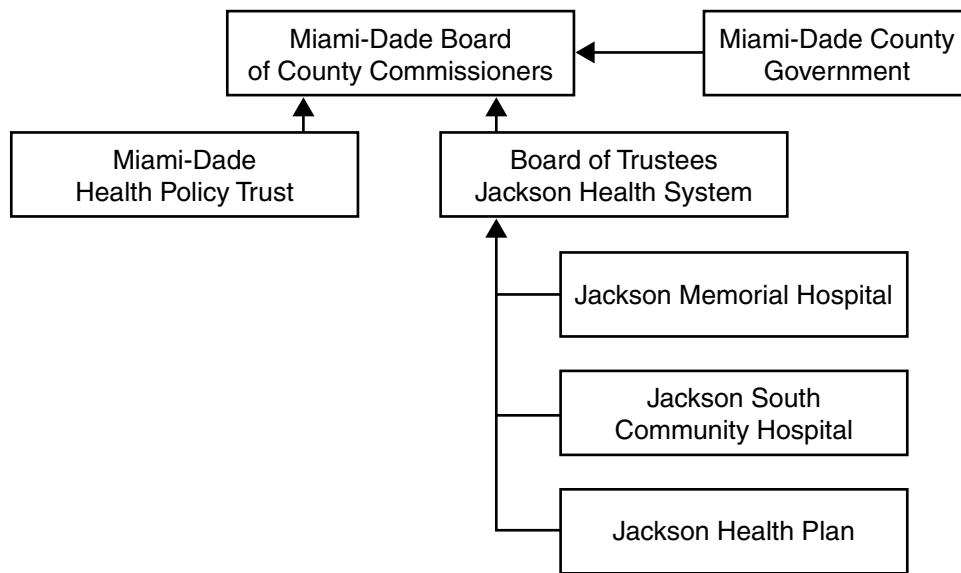 Miami-Dade Board
of County Commissioners
Miami-Dade County
Government
Miami-Dade
Health Policy Trust
Board of Trustees
Jackson Health System
Jackson Memorial Hospital
Jackson South
Community Hospital
Jackson Health Plan